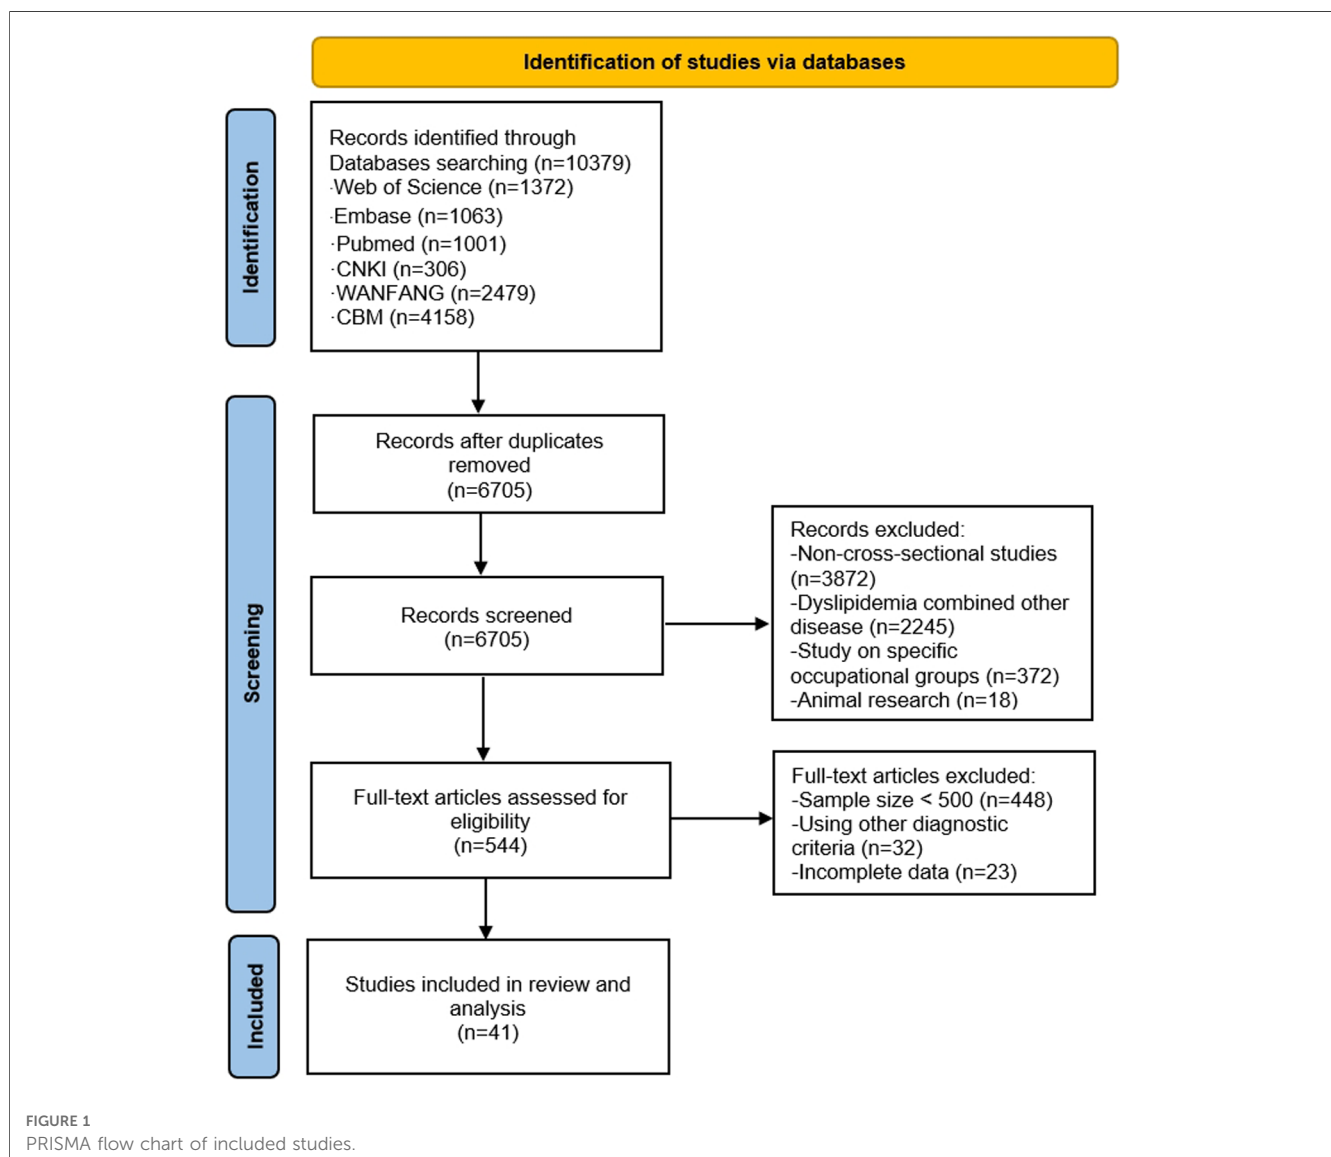 Identification of studies via databases
Identification
Records identified through
Databases searching (n=10379)
·Web of Science (n=1372)
·Embase (n=1063)
·Pubmed (n=1001)
·CNKI (n=306)
·WANFANG (n=2479)
·CBM (n=4158)
Screening
Records after duplicates
removed
(n=6705)
Records screened
(n=6705)
Records excluded:
-Non-cross-sectional studies
(n=3872)
-Dyslipidemia combined other
disease (n=2245)
-Study on specific
occupational groups (n=372)
-Animal research (n=18)
Full-text articles assessed for
eligibility
(n=544)
Full-text articles excluded:
-Sample size < 500 (n=448)
-Using other diagnostic
criteria (n=32)
-Incomplete data (n=23)
Included
Studies included in review and
analysis
(n=41)
FIGURE 1
PRISMA flow chart of included studies.